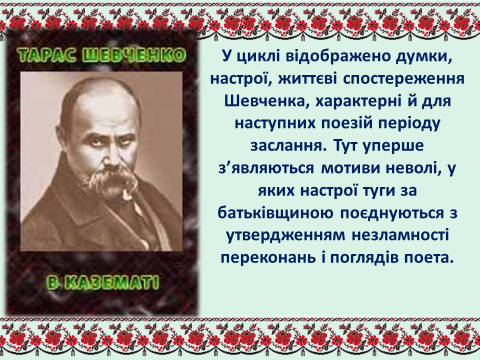 ТАРАС ШЕВЧЕНКО
В КАЗЕМАТІ
У циклі відображено думки,
настрої, життєві спостереження
Шевченка, характерні й для
наступних поезій періоду
заслання. Тут уперше
з’являються мотиви неволі, у
яких настрої туги за
батьківщиною поєднуються з
утвердженням незламності
переконань і поглядів поета.